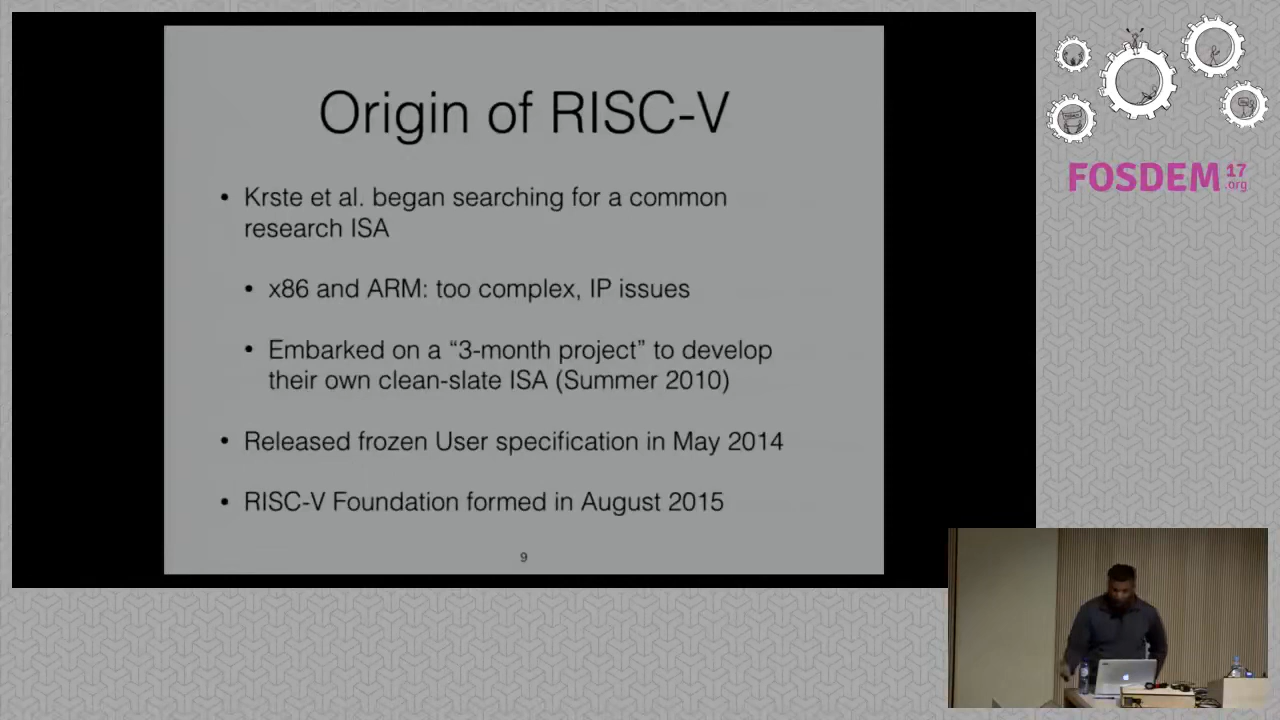 Origin of RISC-V
• Krste et al. began searching for a common
research ISA
• x86 and ARM: too complex, IP issues
• Embarked on a “3-month project” to develop
their own clean-slate ISA (Summer 2010)
• Released frozen User specification in May 2014
• RISC-V Foundation formed in August 2015
9
FOSDEM 17
.org